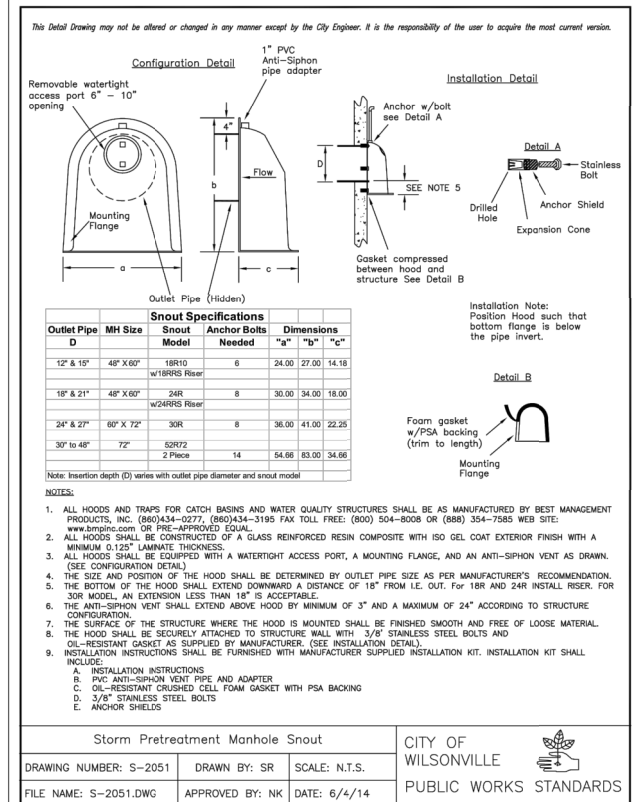 This Detail Drawing may not be altered or changed in any manner except by the City Engineer. It is the responsibility of the user to acquire the most current version.
Configuration Detail
1" PVC
Anti-Siphon
pipe adapter
Removable watertight
access port 6" - 10"
opening
4"
b
Flow
Mounting
Flange
a
c
Outlet Pipe (Hidden)
Installation Detail
Anchor w/bolt
see Detail A
D
SEE NOTE 5
Gasket compressed
between hood and
structure See Detail B
Detail A
Stainless
Bolt
Drilled
Hole
Anchor Shield
Expansion Cone
Installation Note:
Position Hood such that
bottom flange is below
the pipe invert.
Detail B
Foam gasket
w/PSA backing
(trim to length)
Mounting
Flange
Snout Specifications
Outlet Pipe MH Size Snout Anchor Bolts Dimensions
D Model Needed "a" "b" "c"
12" & 15" 48" X 60" 18R10 6 24.00 27.00 14.18
w/18RRS Riser
18" & 21" 48" X 60" 24R 8 30.00 34.00 18.00
w/24RRS Riser
24" & 27" 60" X 72" 30R 8 36.00 41.00 22.25
30" to 48" 72" 52R72
2 Piece 14 54.66 83.00 34.66
Note: Insertion depth (D) varies with outlet pipe diameter and snout model
NOTES:
1. ALL HOODS AND TRAPS FOR CATCH BASINS AND WATER QUALITY STRUCTURES SHALL BE AS MANUFACTURED BY BEST MANAGEMENT
PRODUCTS, INC. (860)434-0277, (860)434-3195 FAX TOLL FREE: (800) 504-8008 OR (888) 354-7585 WEB SITE:
www.bmpinc.com OR PRE-APPROVED EQUAL.
2. ALL HOODS SHALL BE CONSTRUCTED OF A GLASS REINFORCED RESIN COMPOSITE WITH ISO GEL COAT EXTERIOR FINISH WITH A
MINIMUM 0.125" LAMINATE THICKNESS.
3. ALL HOODS SHALL BE EQUIPPED WITH A WATERTIGHT ACCESS PORT, A MOUNTING FLANGE, AND AN ANTI-SIPHON VENT AS DRAWN.
(SEE CONFIGURATION DETAIL)
4. THE SIZE AND POSITION OF THE HOOD SHALL BE DETERMINED BY OUTLET PIPE SIZE AS PER MANUFACTURER'S RECOMMENDATION.
5. THE BOTTOM OF THE HOOD SHALL EXTEND DOWNWARD A DISTANCE OF 18" FROM I.E. OUT. For 18R AND 24R INSTALL RISER. FOR
30R MODEL, AN EXTENSION LESS THAN 18" IS ACCEPTABLE.
6. THE ANTI-SIPHON VENT SHALL EXTEND ABOVE HOOD BY MINIMUM OF 3" AND A MAXIMUM OF 24" ACCORDING TO STRUCTURE
CONFIGURATION.
7. THE SURFACE OF THE STRUCTURE WHERE THE HOOD IS MOUNTED SHALL BE FINISHED SMOOTH AND FREE OF LOOSE MATERIAL.
8. THE HOOD SHALL BE SECURELY ATTACHED TO STRUCTURE WALL WITH 3/8' STAINLESS STEEL BOLTS AND
OIL-RESISTANT GASKET AS SUPPLIED BY MANUFACTURER. (SEE INSTALLATION DETAIL).
9. INSTALLATION INSTRUCTIONS SHALL BE FURNISHED WITH MANUFACTURER SUPPLIED INSTALLATION KIT. INSTALLATION KIT SHALL
INCLUDE:
A. INSTALLATION INSTRUCTIONS
B. PVC ANTI-SIPHON VENT PIPE AND ADAPTER
C. OIL-RESISTANT CRUSHED CELL FOAM GASKET WITH PSA BACKING
D. 3/8" STAINLESS STEEL BOLTS
E. ANCHOR SHIELDS
Storm Pretreatment Manhole Snout
DRAWING NUMBER: S-2051 DRAWN BY: SR SCALE: N.T.S.
FILE NAME: S-2051.DWG APPROVED BY: NK DATE: 6/4/14
CITY OF
WILSONVILLE
PUBLIC WORKS STANDARDS